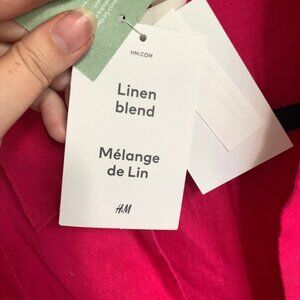 HM.COM
Linen
blend
Mélange
de Lin
H&M